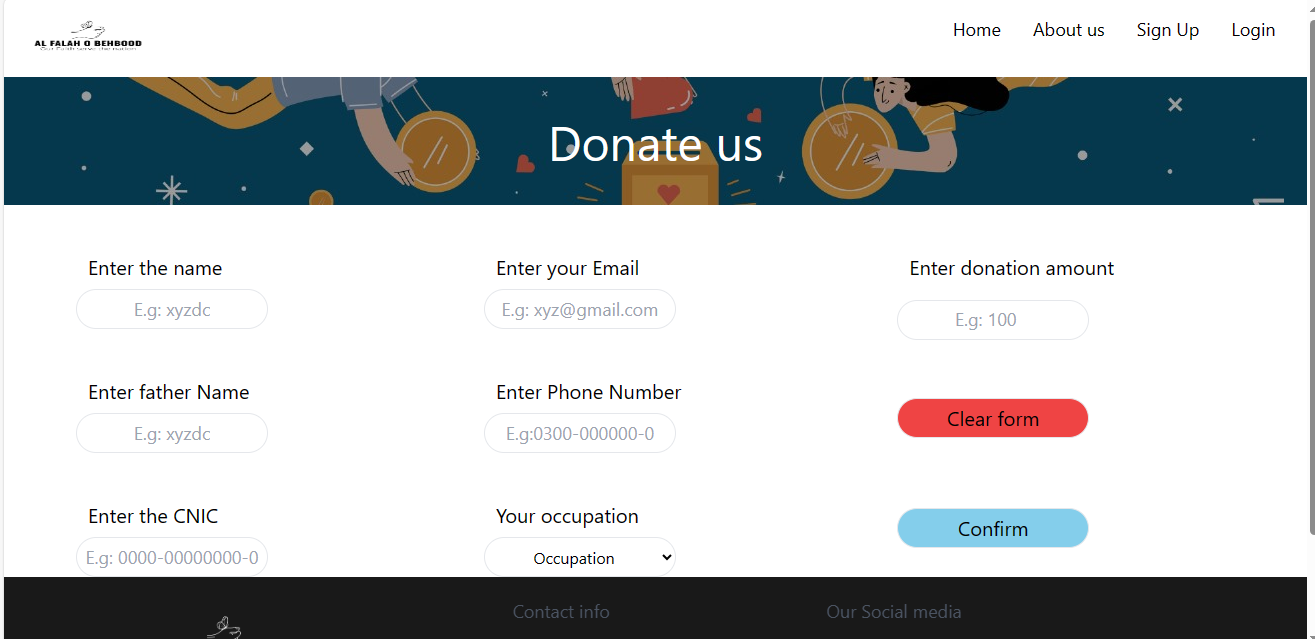 AL FALAH O BEHBOOD
Home
About us
Sign Up
Login
Donate us
Enter the name
E.g: xyzdc
Enter your Email
E.g: xyz@gmail.com
Enter donation amount
E.g: 100
Enter father Name
E.g: xyzdc
Enter Phone Number
E.g:0300-000000-0
Clear form
Enter the CNIC
E.g: 0000-00000000-0
Your occupation
Occupation
Confirm
Contact info
Our Social media